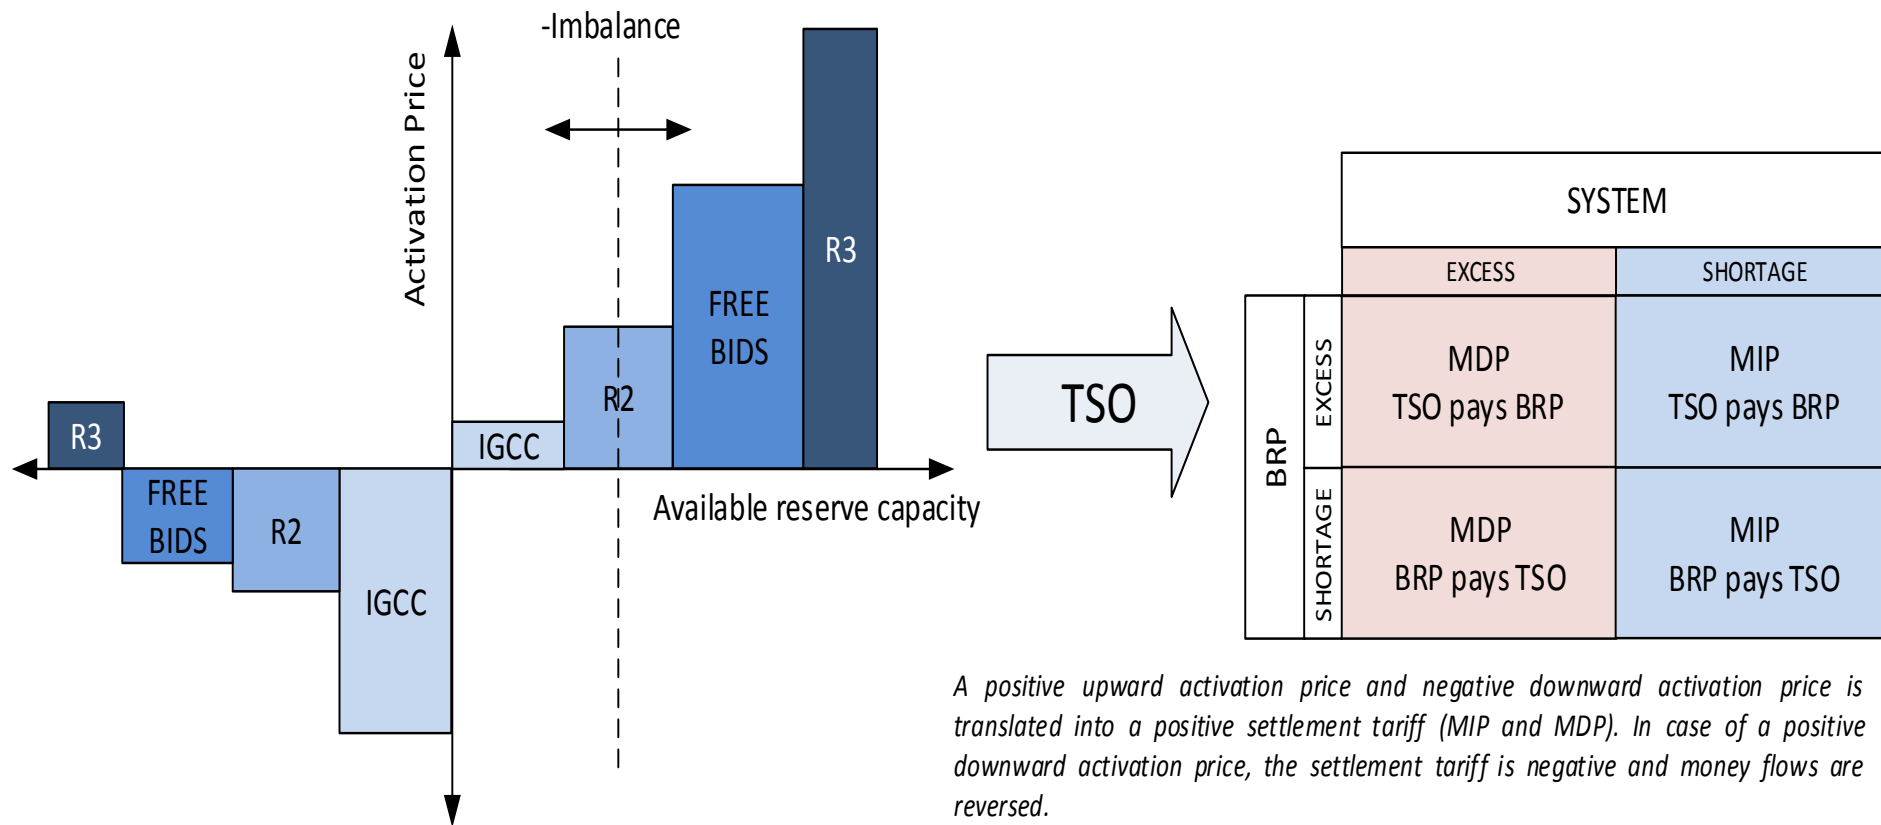 -Imbalance
Activation Price
R3
FREE
BIDS
R2
IGCC
IGCC
R2
FREE
BIDS
R3
Available reserve capacity
TSO
SYSTEM
EXCESS
SHORTAGE
BRP
EXCESS
MDP
TSO pays BRP
MIP
TSO pays BRP
SHORTAGE
MDP
BRP pays TSO
MIP
BRP pays TSO
A positive upward activation price and negative downward activation price is
translated into a positive settlement tariff (MIP and MDP). In case of a positive
downward activation price, the settlement tariff is negative and money flows are
reversed.